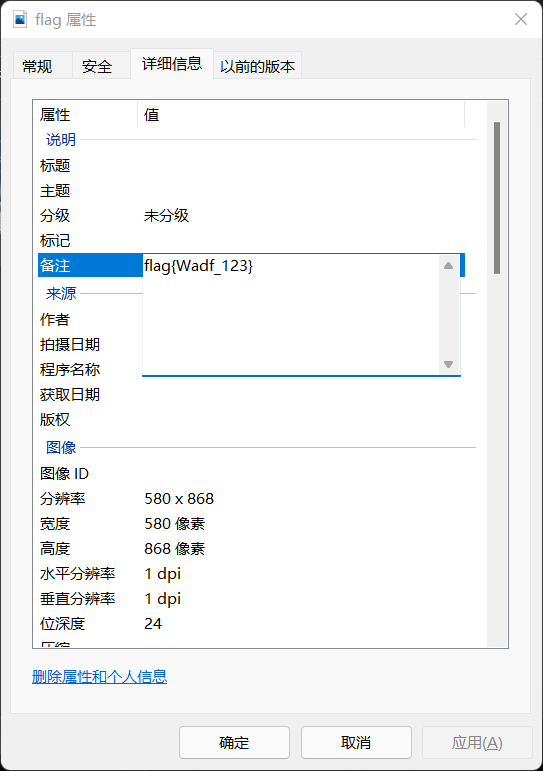 flag 属性
常规 安全 详细信息 以前的版本
属性 值
说明
标题
主题
分级 未分级
标记
备注 flag{Wadf_123}
来源
作者
拍摄日期
程序名称
获取日期
版权
图像
图像 ID
分辨率 580 x 868
宽度 580 像素
高度 868 像素
水平分辨率 1 dpi
垂直分辨率 1 dpi
位深度 24
删除属性和个人信息
确定 取消 应用(A)